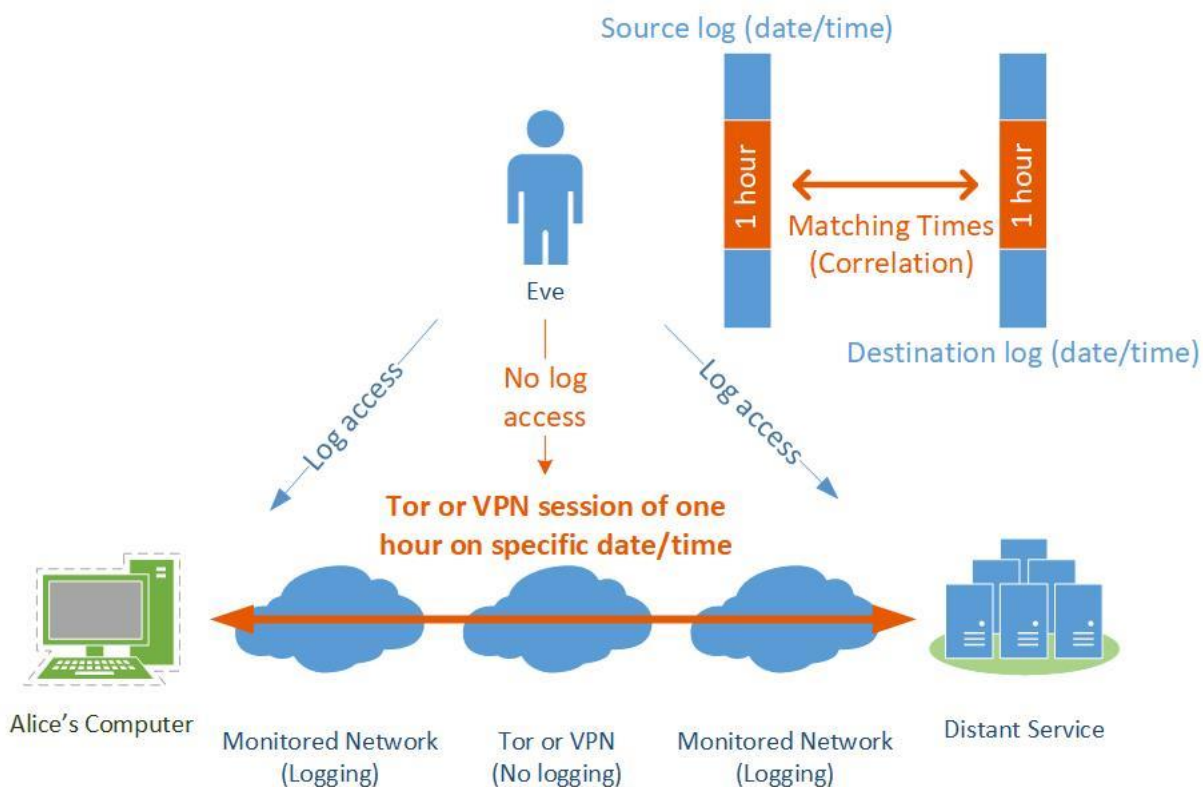 Source log (date/time)
1 hour
1 hour
Matching Times
(Correlation)
Eve
Destination log (date/time)
Log access
No log
access
Log access
Tor or VPN session of one
hour on specific date/time
Alice's Computer
Monitored Network
(Logging)
Tor or VPN
(No logging)
Monitored Network
(Logging)
Distant Service